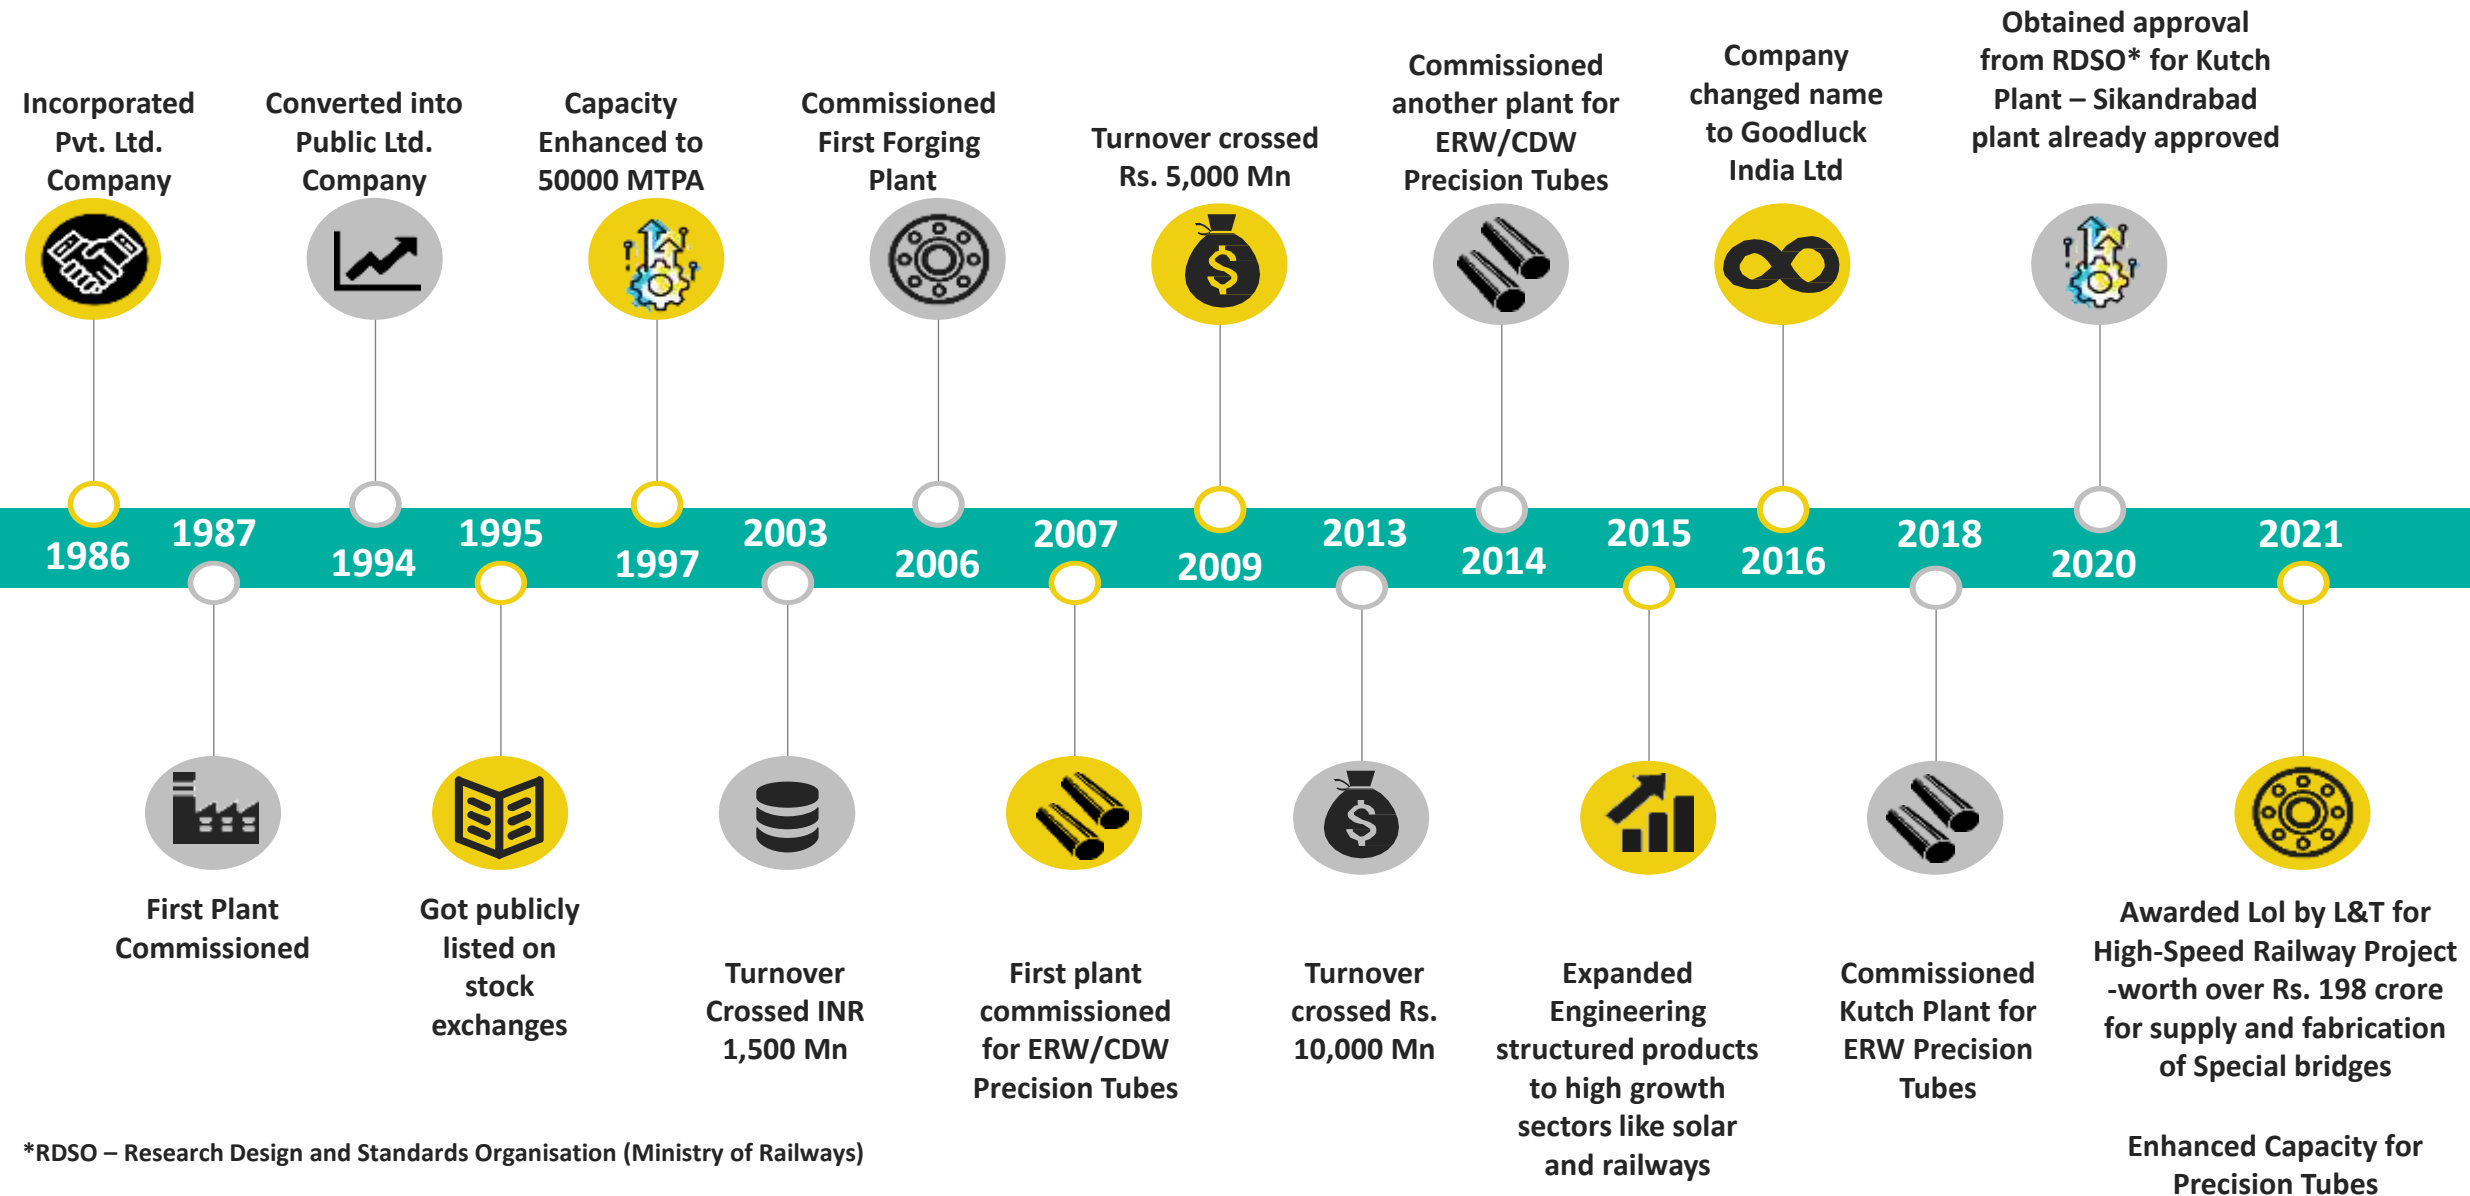 Incorporated
Pvt. Ltd.
Company
1986
1987
First Plant
Commissioned
Converted into
Public Ltd.
Company
1994
1995
Got publicly
listed on
stock
exchanges
Capacity
Enhanced to
50000 MTPA
1997
2003
Turnover
Crossed INR
1,500 Mn
Commissioned
First Forging
Plant
2006
2007
First plant
commissioned
for ERW/CDW
Precision Tubes
Turnover crossed
Rs. 5,000 Mn
2009
2013
Turnover
crossed Rs.
10,000 Mn
Commissioned
another plant for
ERW/CDW
Precision Tubes
2014
2015
Expanded
Engineering
structured products
to high growth
sectors like solar
and railways
Company
changed name
to Goodluck
India Ltd
2016
2018
Commissioned
Kutch Plant for
ERW Precision
Tubes
Obtained approval
from RDSO* for Kutch
Plant – Sikandrabad
plant already approved
2020
2021
Awarded LoI by L&T for
High-Speed Railway Project
-worth over Rs. 198 crore
for supply and fabrication
of Special bridges
Enhanced Capacity for
Precision Tubes
*RDSO – Research Design and Standards Organisation (Ministry of Railways)